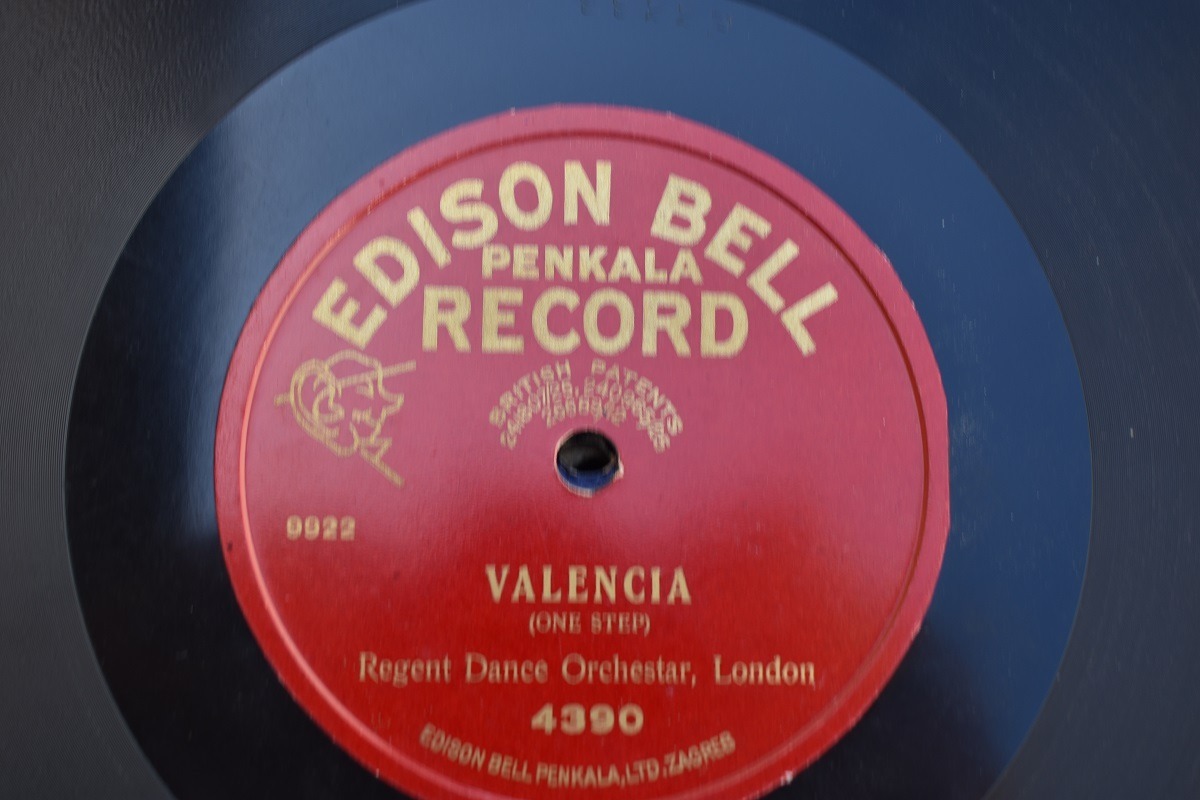 EDISON BELL
PENKALA
RECORD
BRITISH PATENTS
9922
VALENCIA
(ONE STEP)
Regent Dance Orchestar, London
4390
EDISON BELL PENKALA, LTD. ZAGREB